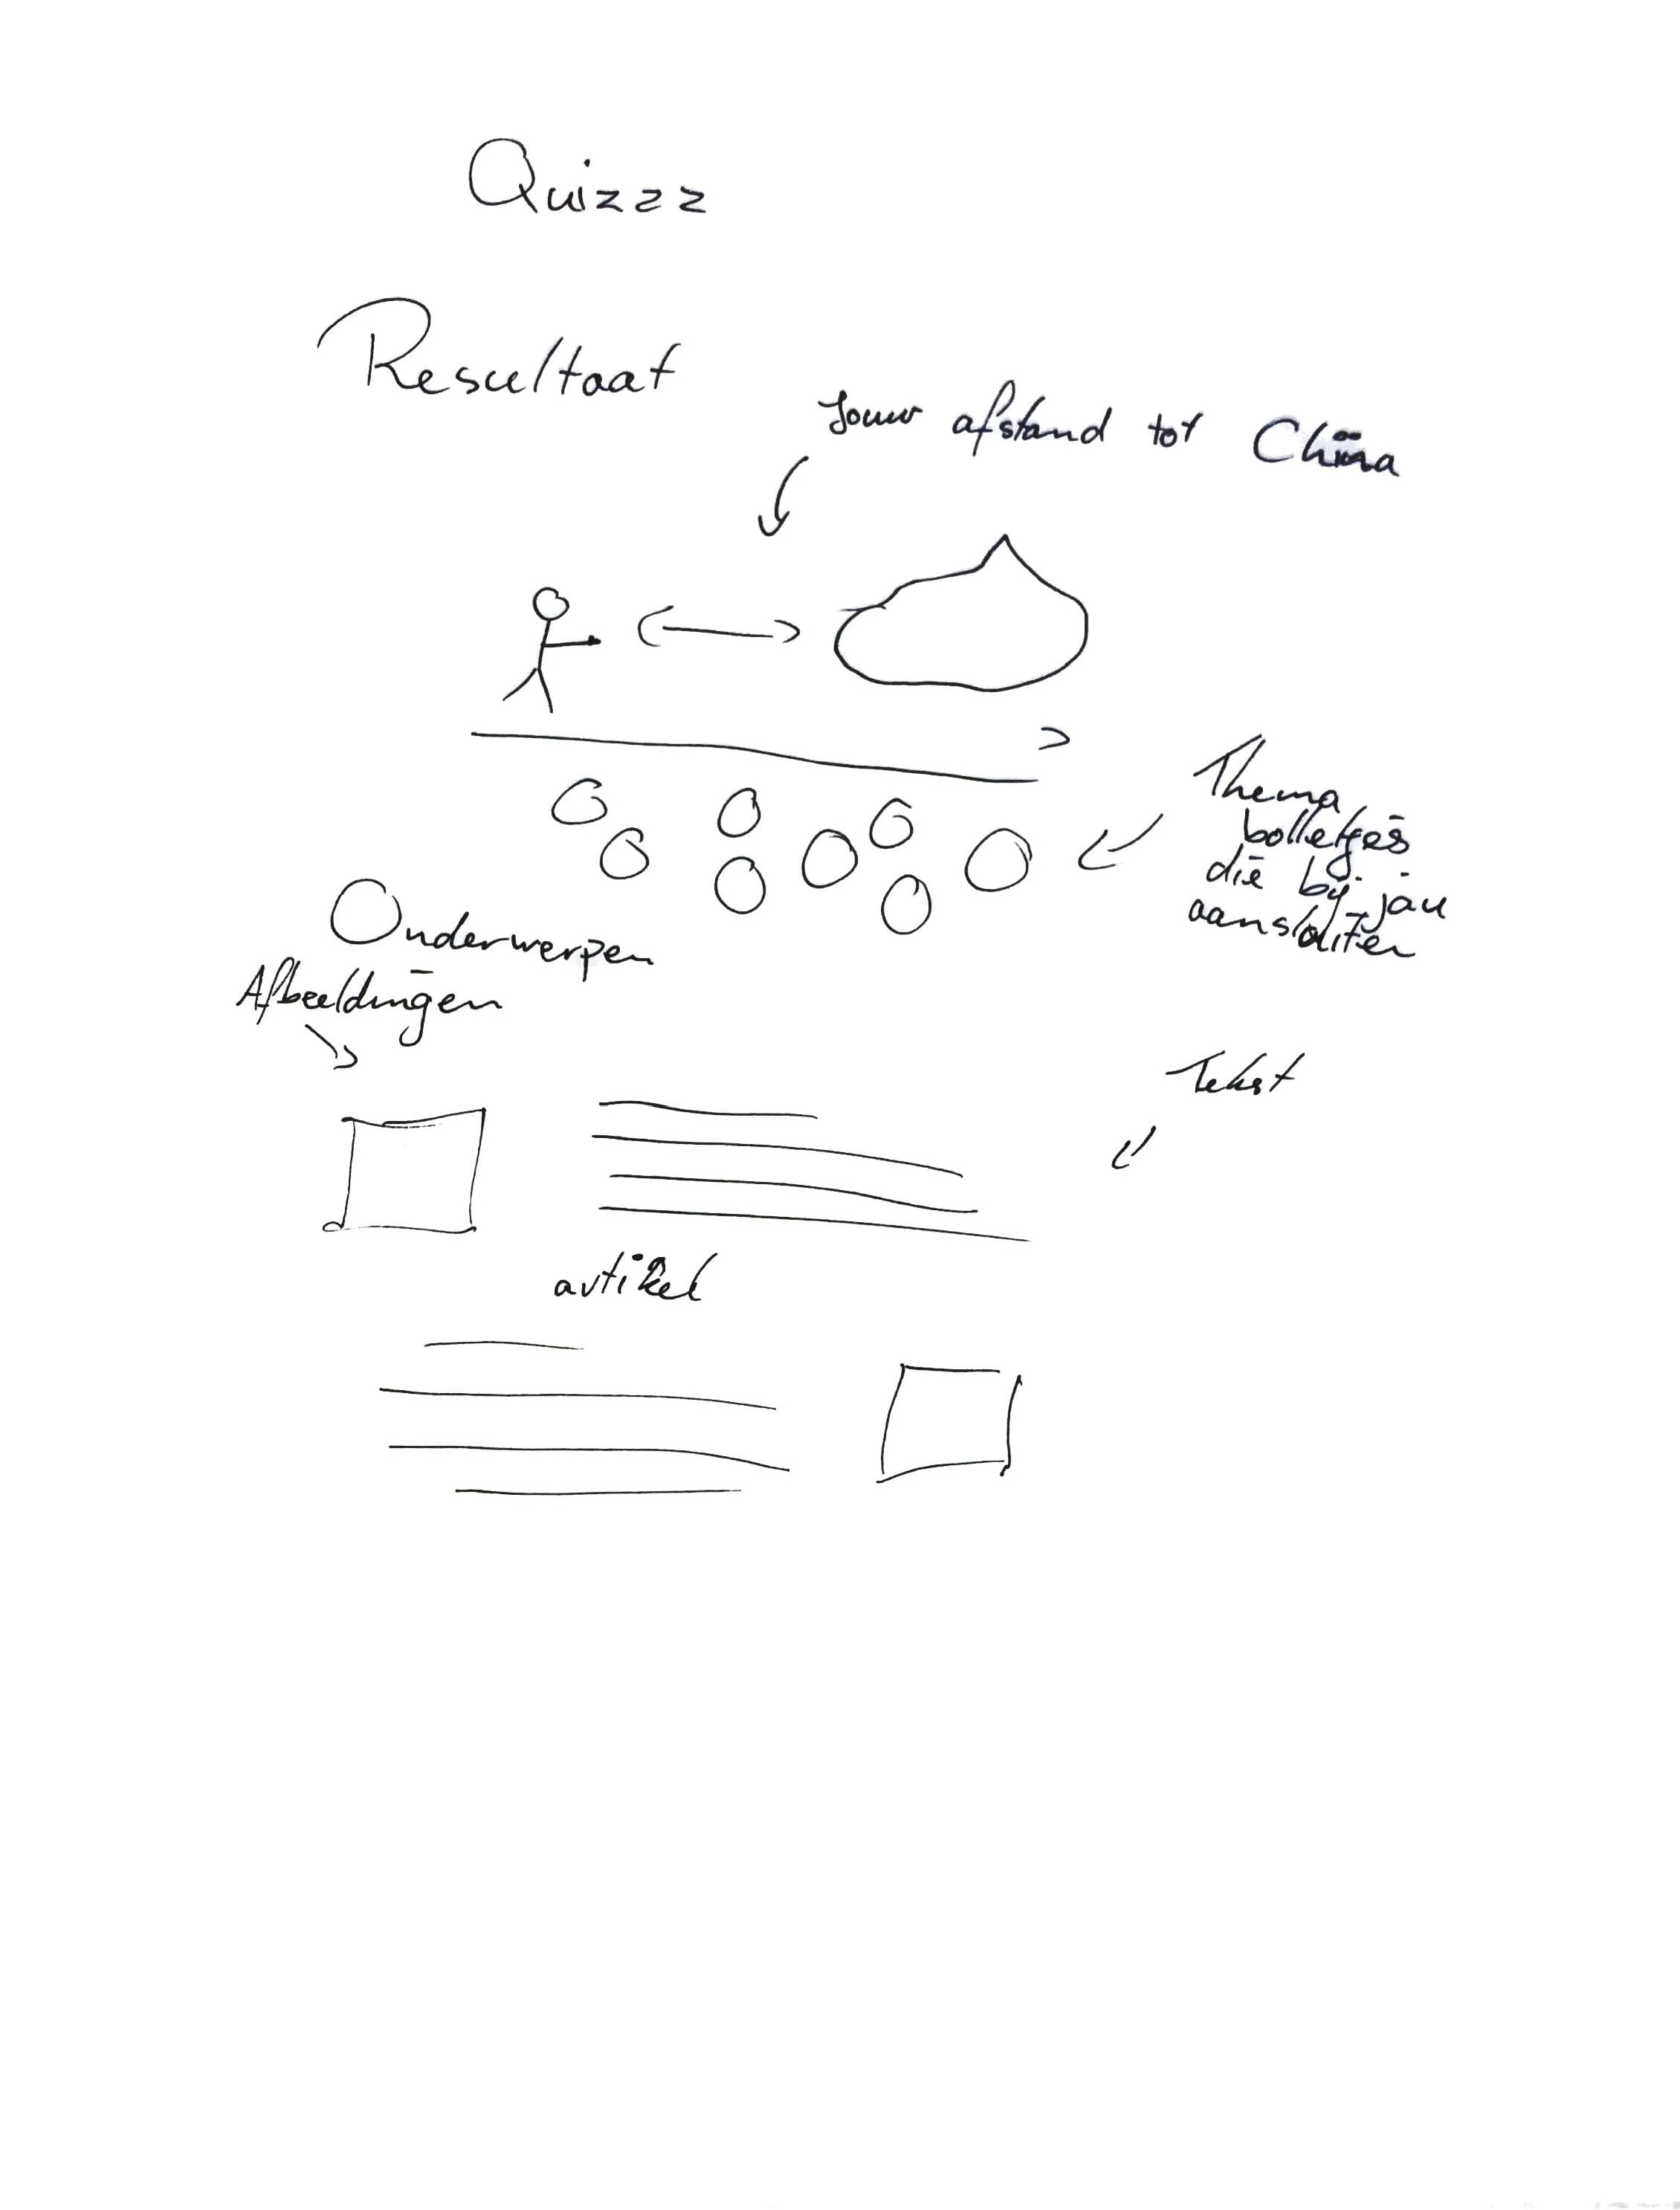 Quizzz
Resultaat
Jouw afstand tot China
Thema
bolletjes
die bij jou
aansluiten
Onderwerpen
Afbeeldingen
Tekst
artikel